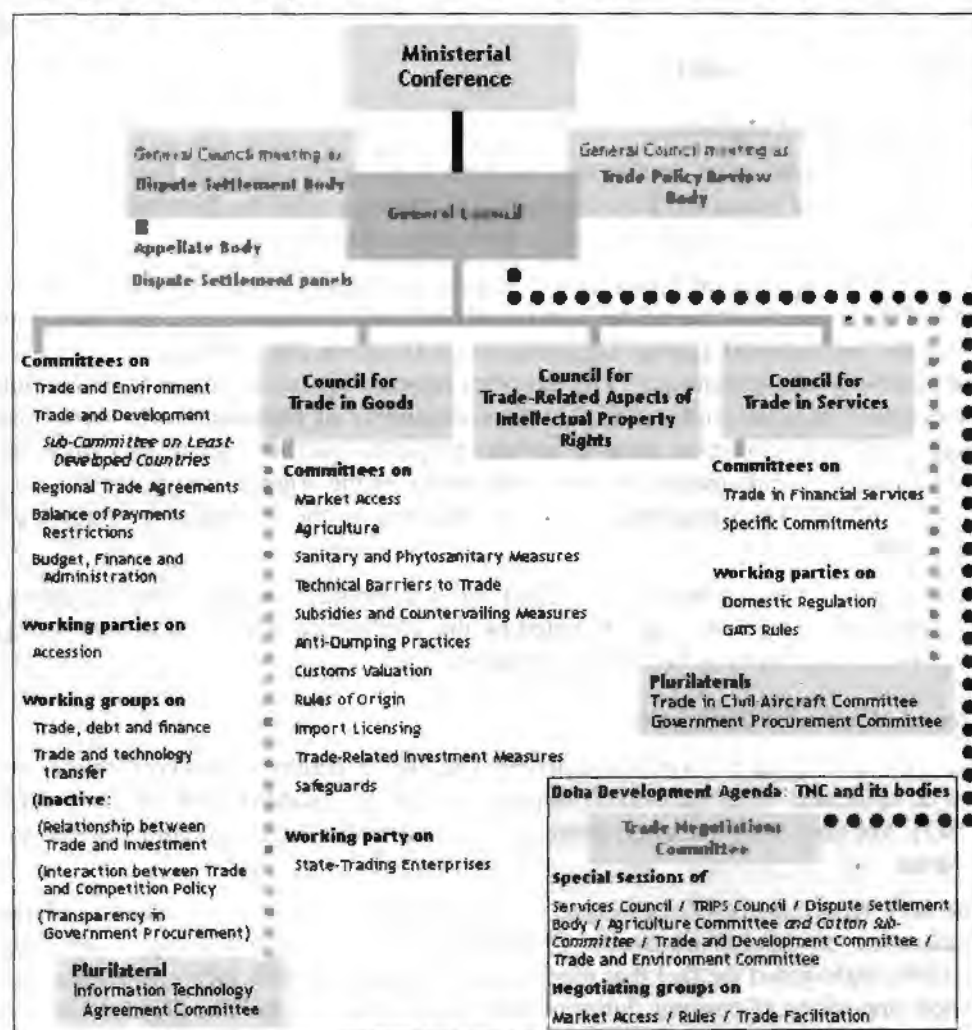 Ministerial
Conference
General Council meeting as
Dispute Settlement Body
General Council meeting as
Trade Policy Review
Body
General Council
Appellate Body
Dispute Settlement panels
Committees on
Trade and Environment
Trade and Development
Sub-Committee on Least-
Developed Countries
Regional Trade Agreements
Balance of Payments
Restrictions
Budget, Finance and
Administration
Working parties on
Accession
Working groups on
Trade, debt and finance
Trade and technology
transfer
(Inactive:
(Relationship between
Trade and Investment
(Interaction between Trade
and Competition Policy
(Transparency in
Government Procurement)
Plurilateral
Information Technology
Agreement Committee
Council for
Trade in Goods
Committees on
Market Access
Agriculture
Sanitary and Phytosanitary Measures
Technical Barriers to Trade
Subsidies and Countervailing Measures
Anti-Dumping Practices
Customs Valuation
Rules of Origin
Import Licensing
Trade-Related Investment Measures
Safeguards
Working party on
State-Trading Enterprises
Council for
Trade-Related Aspects of
Intellectual Property
Rights
Council for
Trade in Services
Committees on
Trade in Financial Services
Specific Commitments
Working parties on
Domestic Regulation
GATS Rules
Plurilaterals
Trade in Civil Aircraft Committee
Government Procurement Committee
Doha Development Agenda: TNC and its bodies
Trade Negotiations
Committee
Special Sessions of
Services Council / TRIPS Council / Dispute Settlement
Body / Agriculture Committee and Cotton Sub-
Committee / Trade and Development Committee /
Trade and Environment Committee
Negotiating groups on
Market Access / Rules / Trade Facilitation